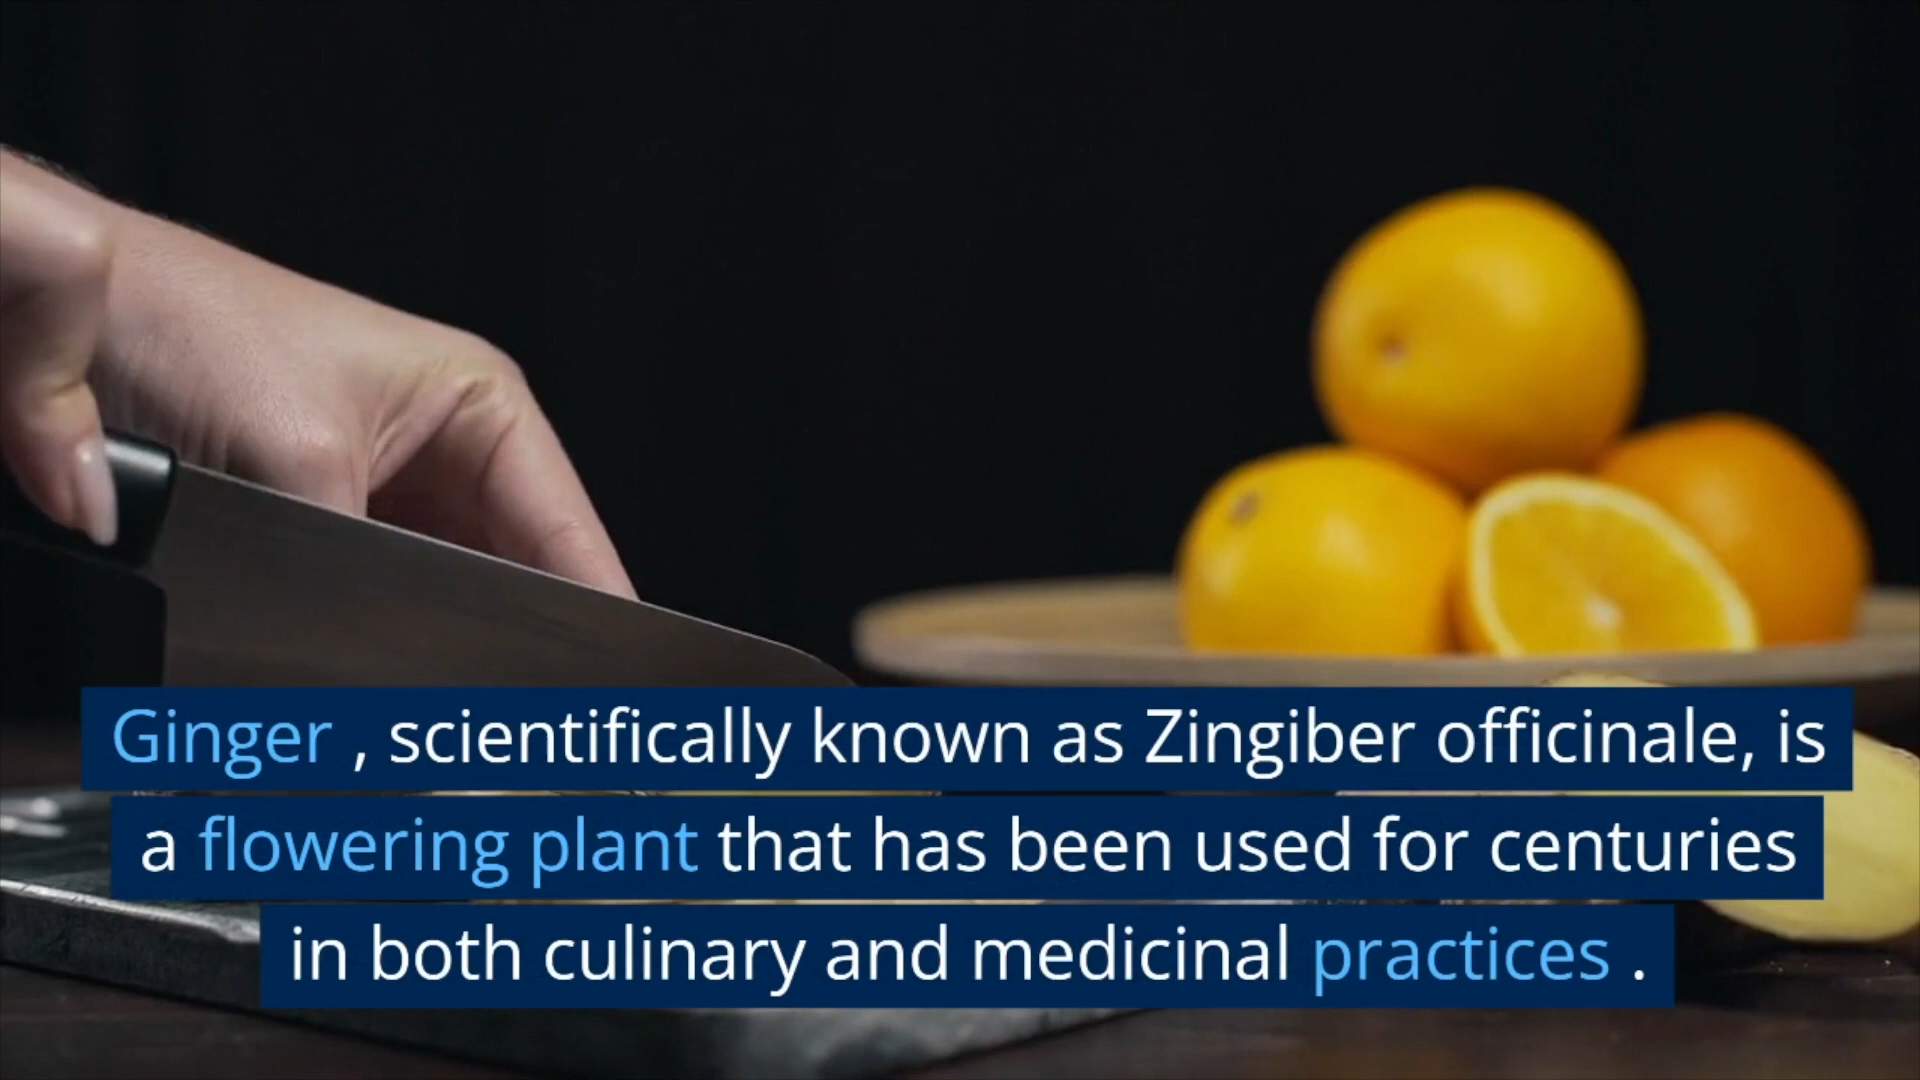 Ginger , scientifically known as Zingiber officinale, is
a flowering plant that has been used for centuries
in both culinary and medicinal practices .